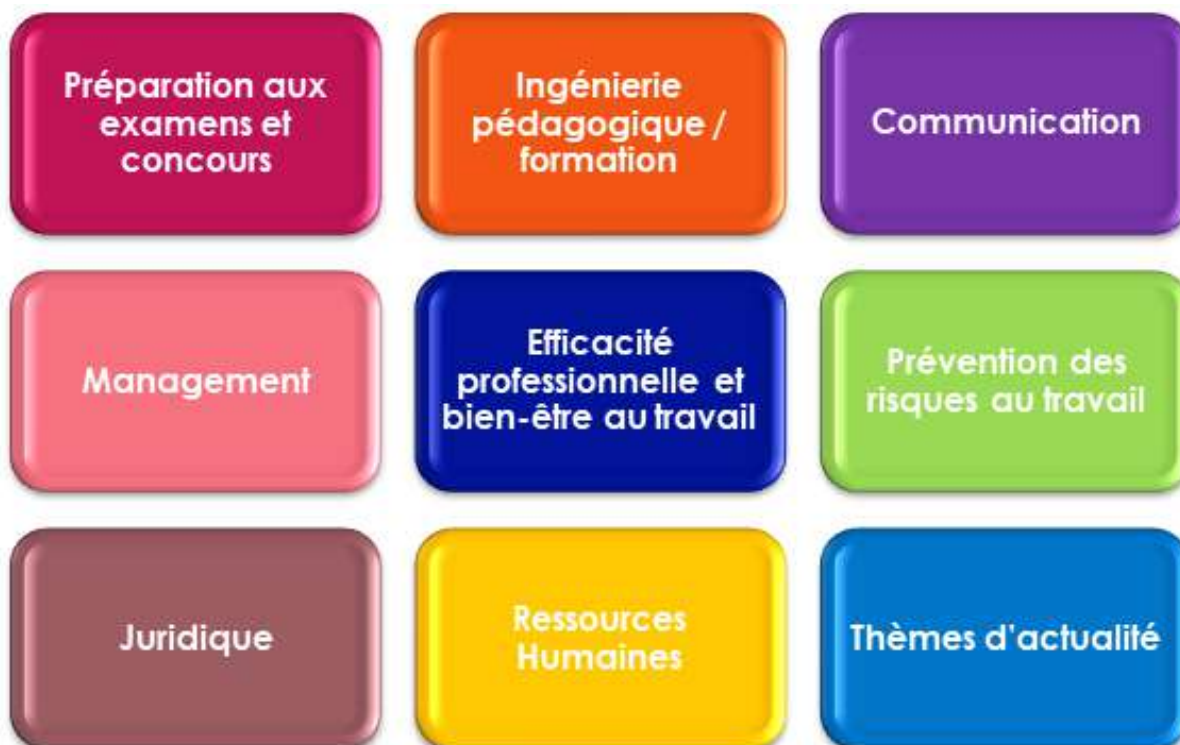 Préparation aux
examens et
concours
Ingénierie
pédagogique /
formation
Communication
Management
Efficacité
professionnelle et
bien-être au travail
Prévention des
risques au travail
Juridique
Ressources
Humaines
Thèmes d'actualité